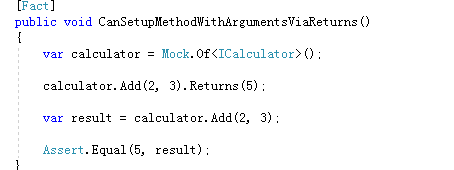 [Fact]
public void CanSetupMethodWithArgumentsViaReturns()
{
var calculator = Mock.Of<ICalculator>();
calculator.Add(2, 3).Returns(5);
var result = calculator.Add(2, 3);
Assert.Equal(5, result);
}